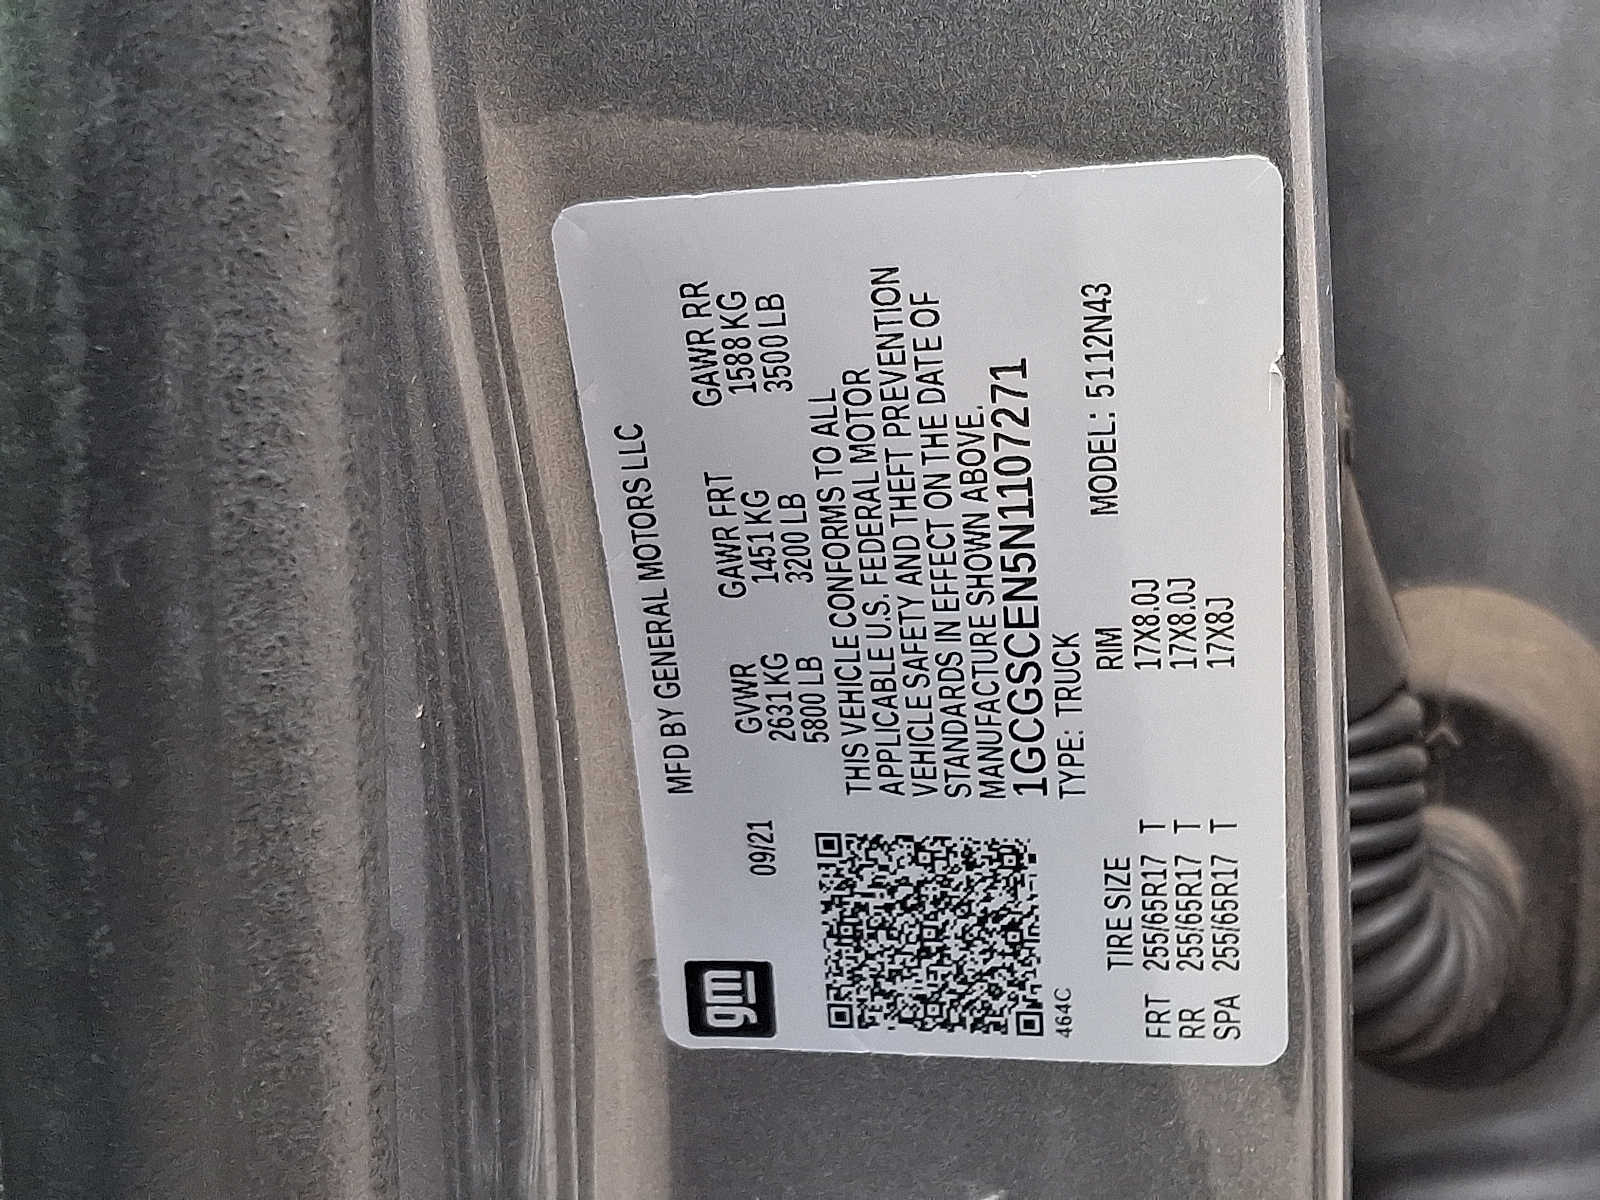 gm
MFD BY GENERAL MOTORS LLC
09/21 GVWR GAWR FRT GAWR RR
2631 KG 1451 KG 1588 KG
5800 LB 3200 LB 3500 LB
THIS VEHICLE CONFORMS TO ALL
APPLICABLE U.S. FEDERAL MOTOR
VEHICLE SAFETY AND THEFT PREVENTION
STANDARDS IN EFFECT ON THE DATE OF
MANUFACTURE SHOWN ABOVE.
1GCGSCEN5N1107271
464C TYPE: TRUCK
TIRE SIZE RIM MODEL: 5112N43
FRT 255/65R17 T 17X8.0J
RR 255/65R17 T 17X8.0J
SPA 255/65R17 T 17X8J